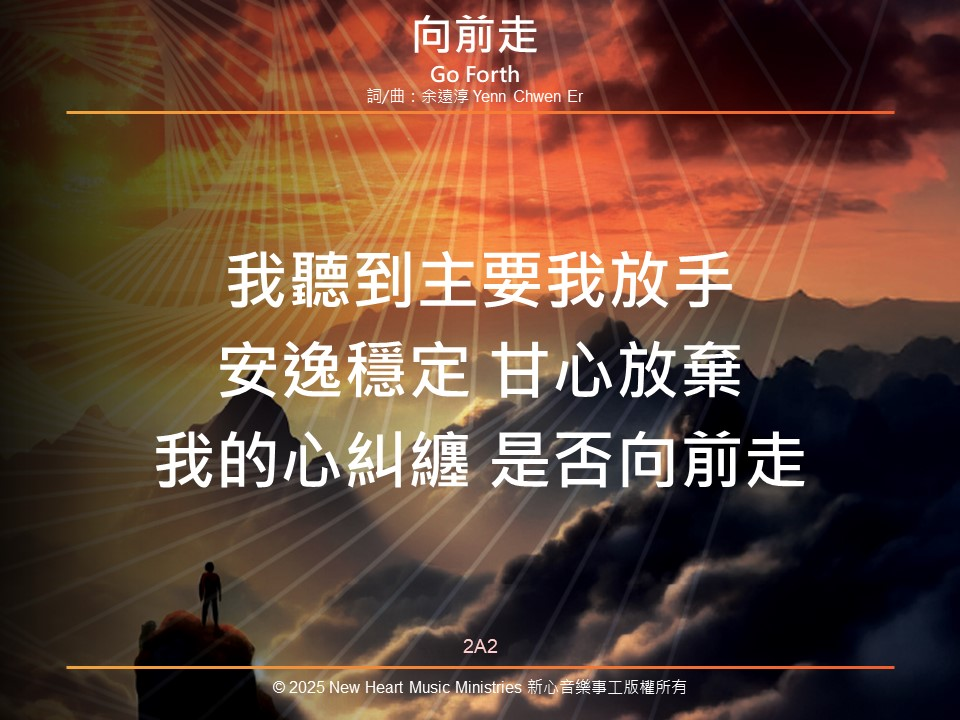 向前走
Go Forth
詞/曲：余遠淳 Yenn Chwen Er
我聽到主要我放手
安逸穩定 甘心放棄
我的心糾纏 是否向前走
2A2
© 2025 New Heart Music Ministries 新心音樂事工版權所有